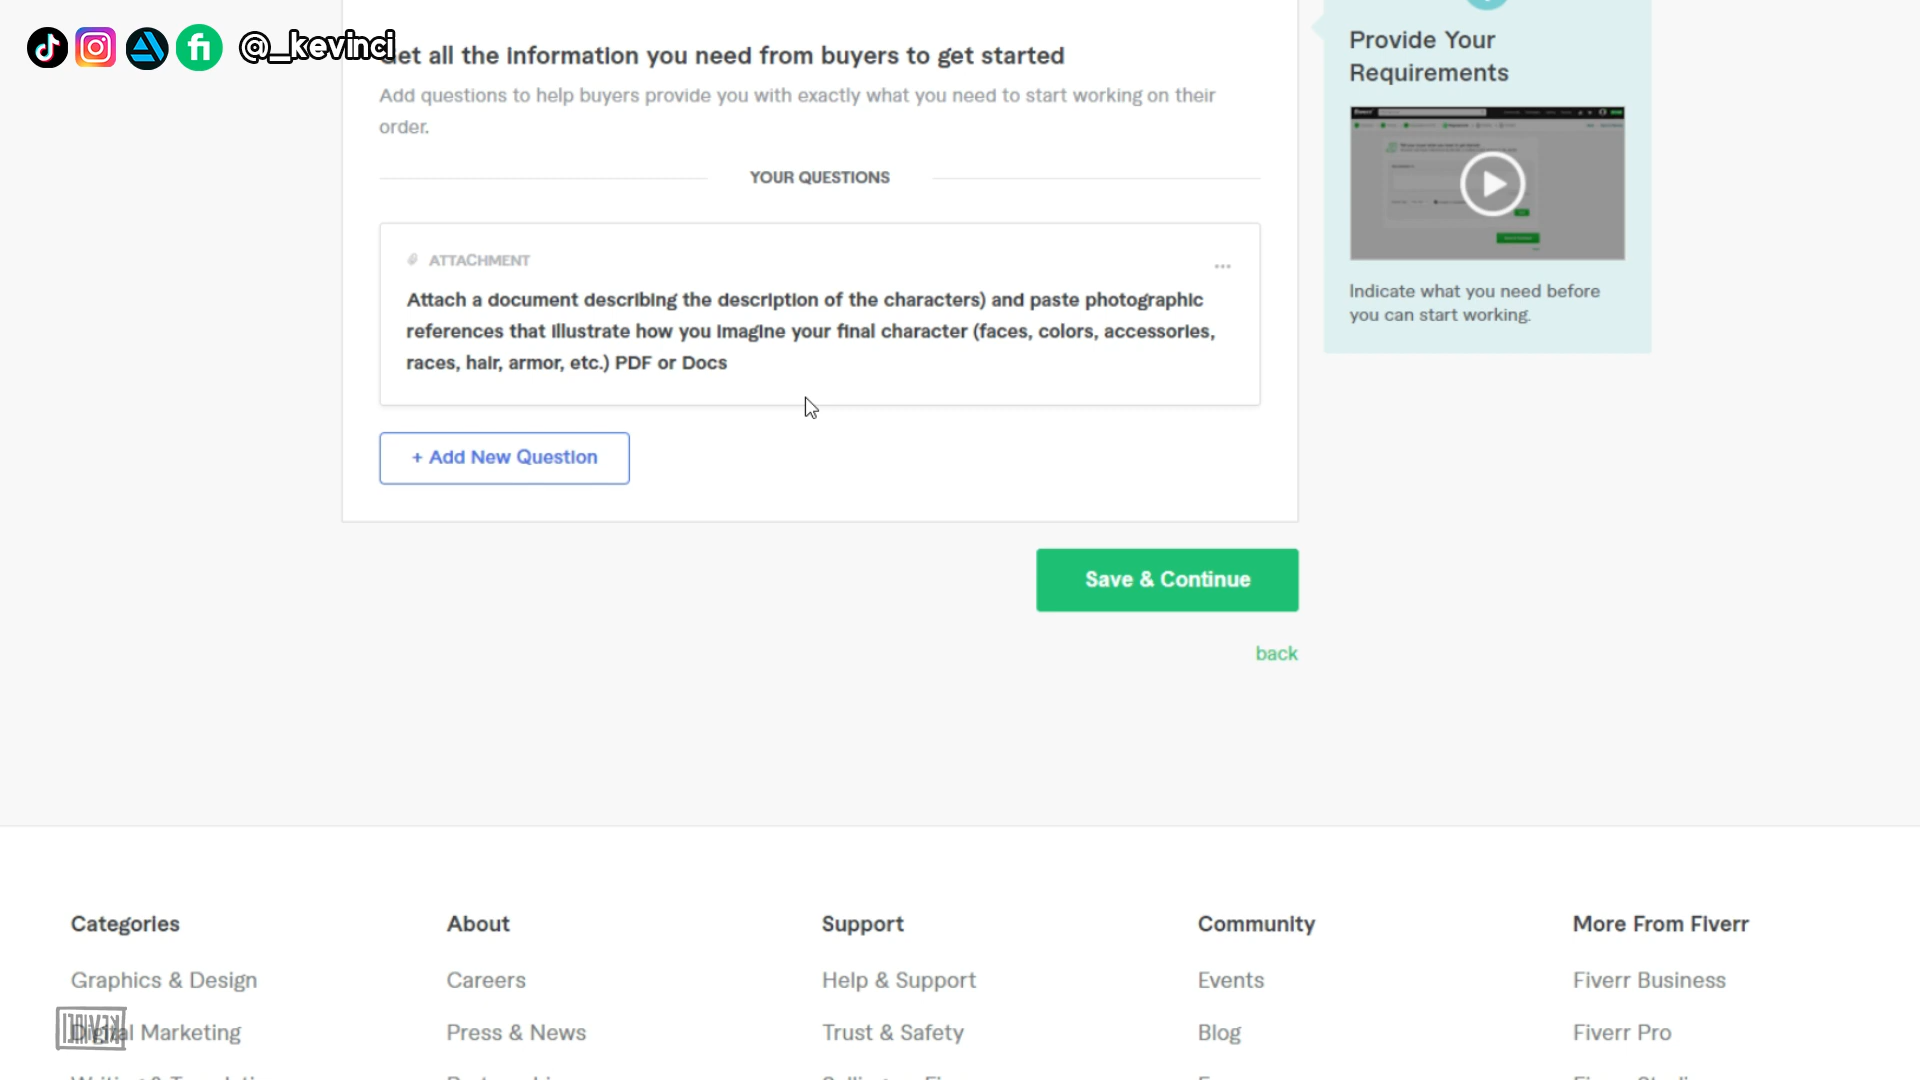 @_kevinci
Get all the information you need from buyers to get started
Add questions to help buyers provide you with exactly what you need to start working on their
order.
YOUR QUESTIONS
ATTACHMENT
Attach a document describing the description of the characters) and paste photographic
references that illustrate how you imagine your final character (faces, colors, accessories,
races, hair, armor, etc.) PDF or Docs
+ Add New Question
Save & Continue
back
Provide Your
Requirements
Indicate what you need before
you can start working.
Categories
Graphics & Design
Digital Marketing
About
Careers
Press & News
Support
Help & Support
Trust & Safety
Community
Events
Blog
More From Fiverr
Fiverr Business
Fiverr Pro